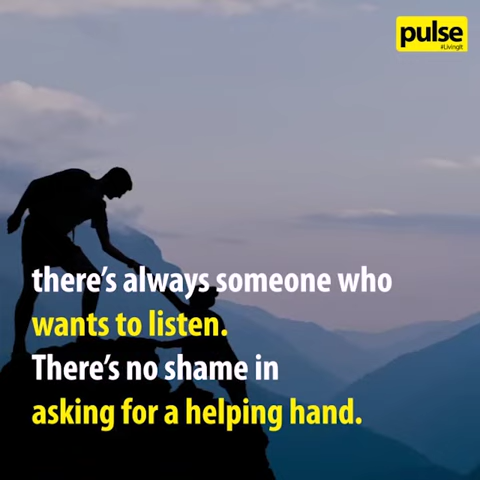 pulse
#LivingIt
there's always someone who
wants to listen.
There's no shame in
asking for a helping hand.